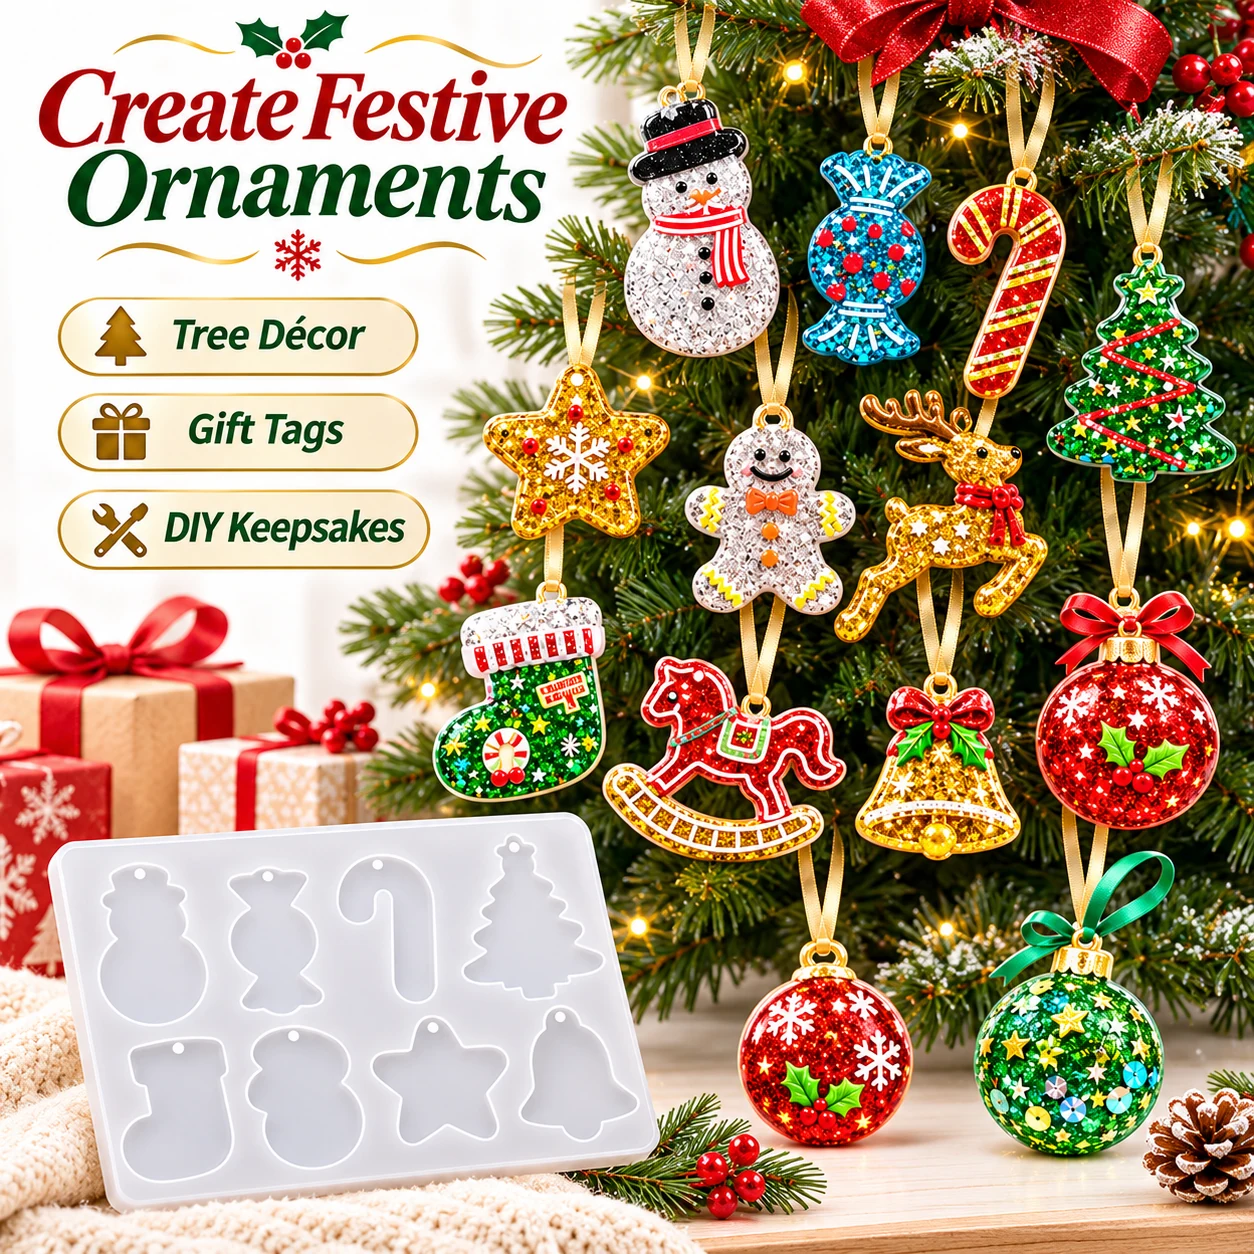 Create Festive
Ornaments
Tree Décor
Gift Tags
DIY Keepsakes